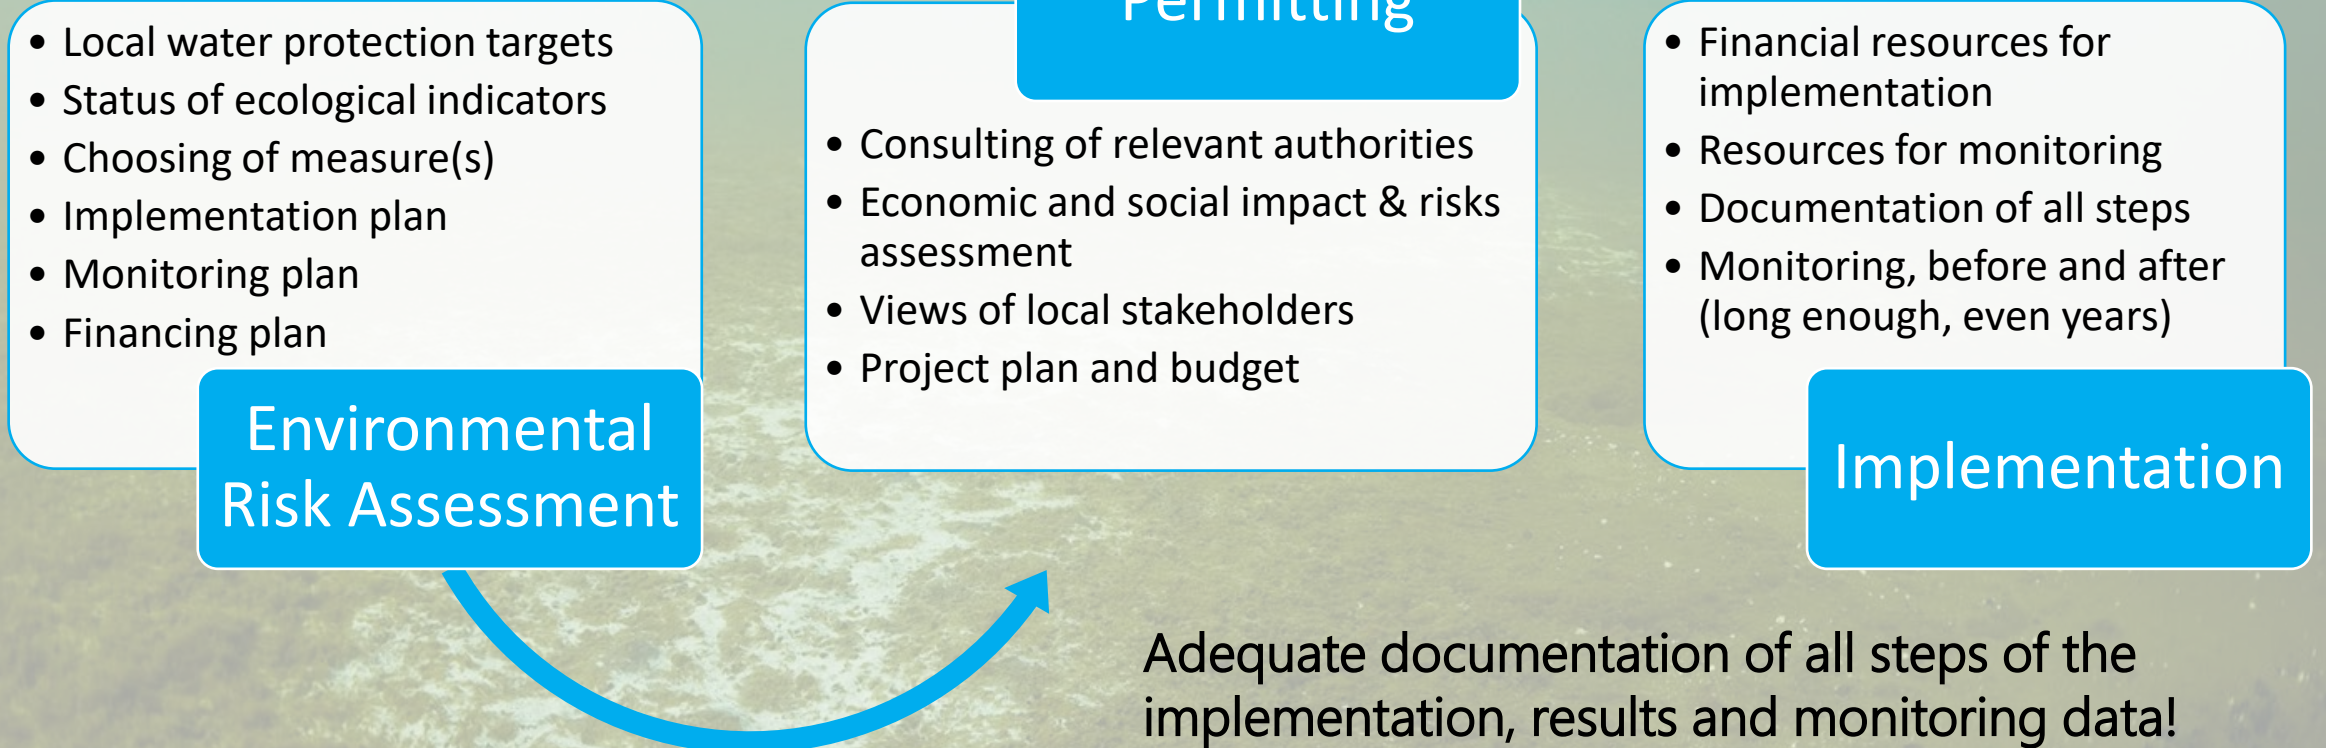 • Local water protection targets
• Status of ecological indicators
• Choosing of measure(s)
• Implementation plan
• Monitoring plan
• Financing plan
Environmental
Risk Assessment
Permitting
• Consulting of relevant authorities
• Economic and social impact & risks
assessment
• Views of local stakeholders
• Project plan and budget
• Financial resources for
implementation
• Resources for monitoring
• Documentation of all steps
• Monitoring, before and after
(long enough, even years)
Implementation
Adequate documentation of all steps of the
implementation, results and monitoring data!